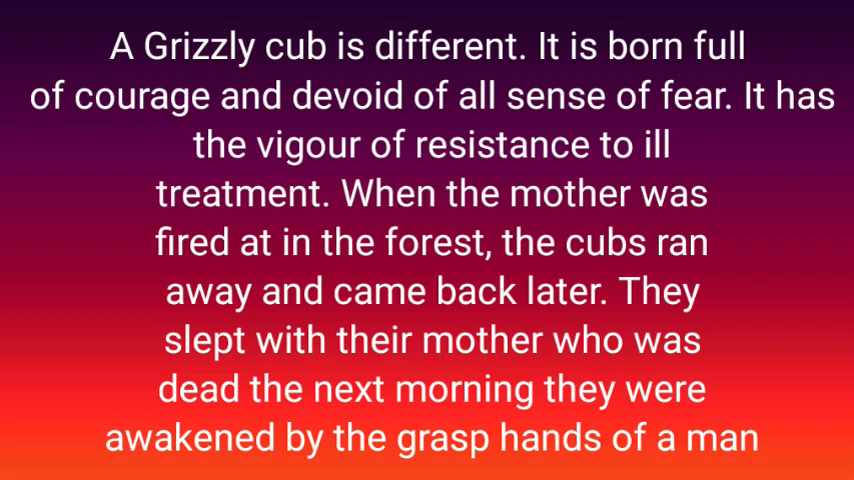 A Grizzly cub is different. It is born full
of courage and devoid of all sense of fear. It has
the vigour of resistance to ill
treatment. When the mother was
fired at in the forest, the cubs ran
away and came back later. They
slept with their mother who was
dead the next morning they were
awakened by the grasp hands of a man